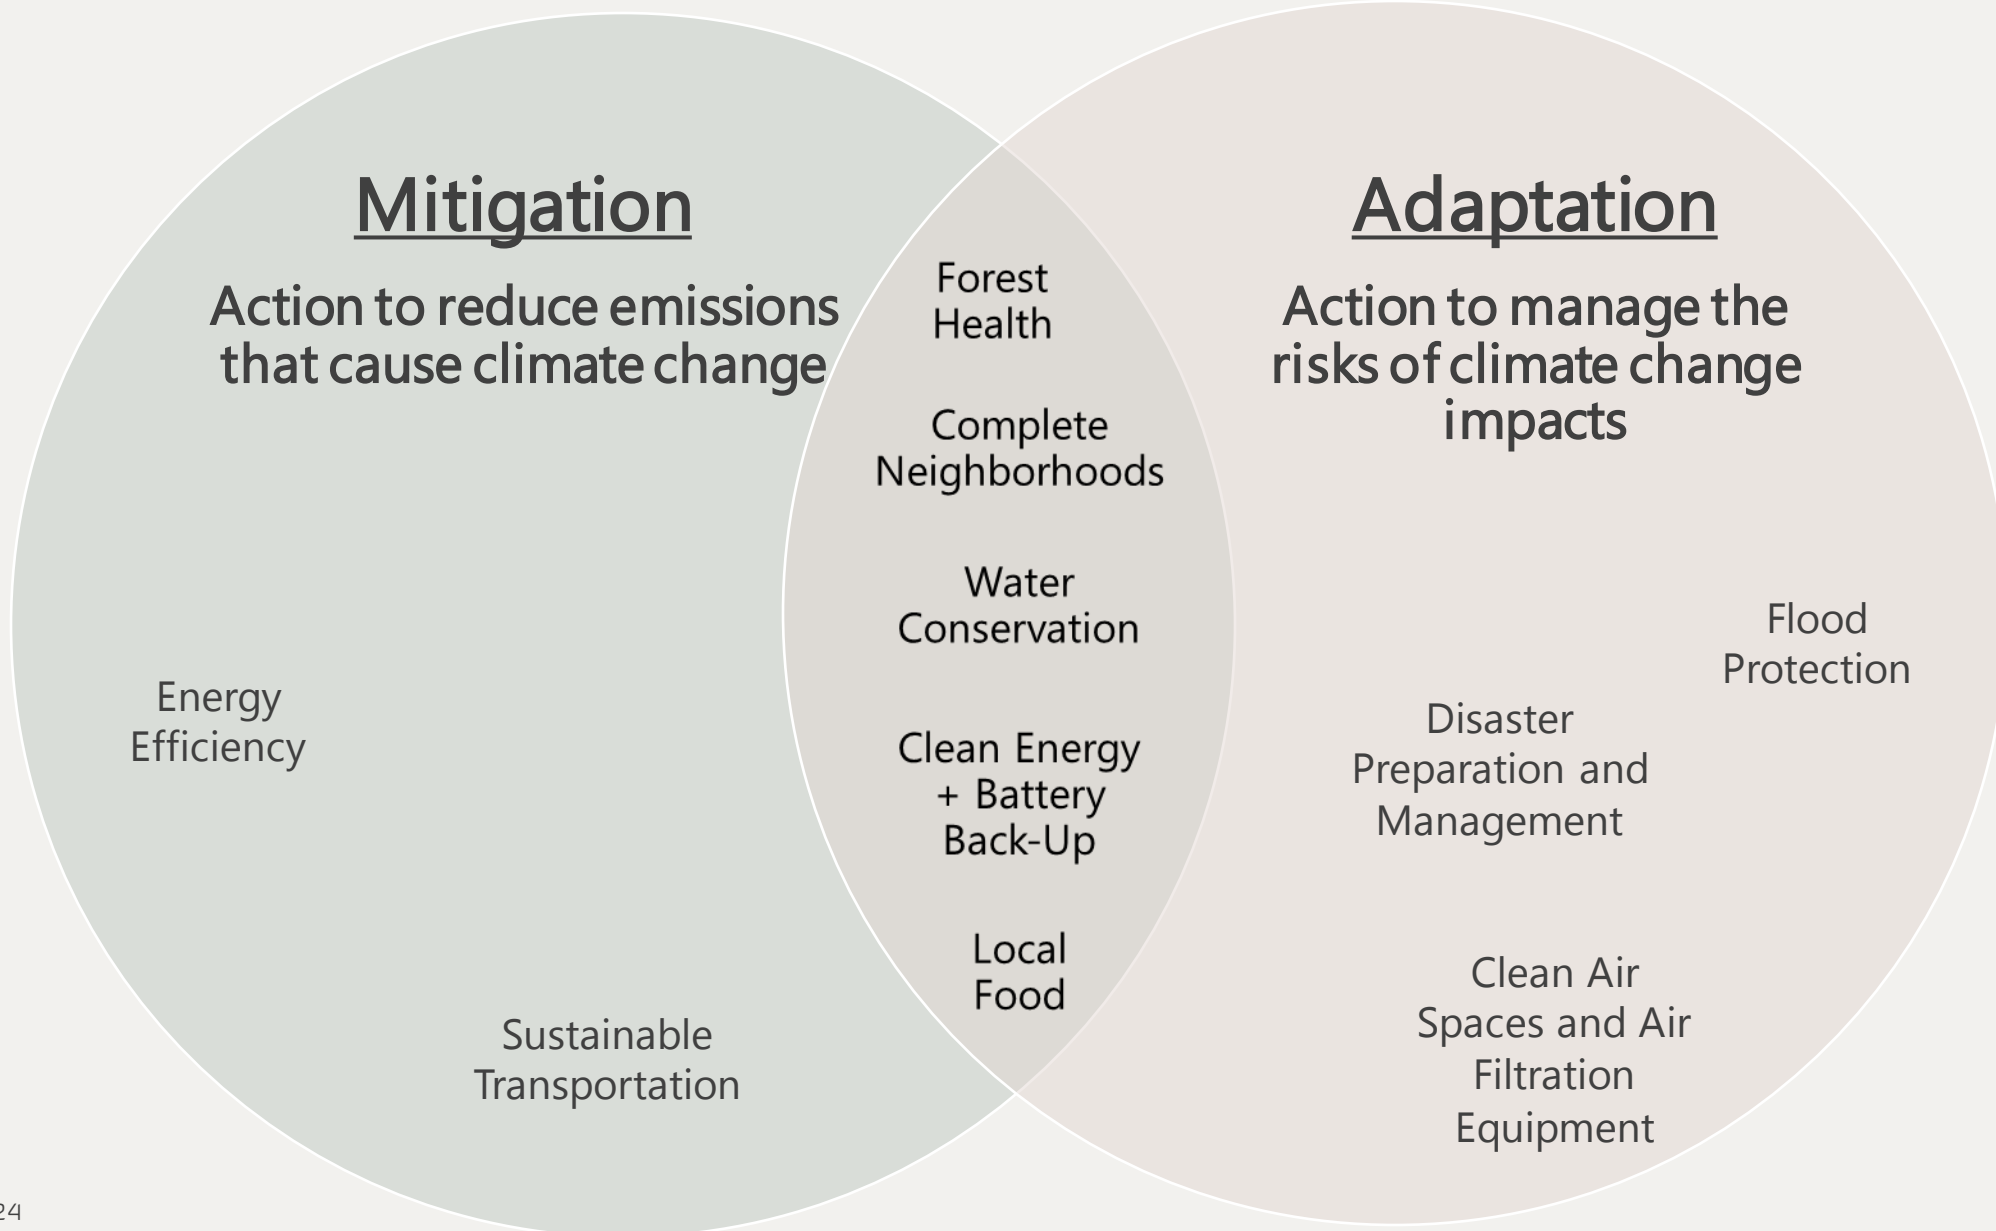 Mitigation
Action to reduce emissions
that cause climate change
Energy
Efficiency
Sustainable
Transportation
Forest
Health
Complete
Neighborhoods
Water
Conservation
Clean Energy
+ Battery
Back-Up
Local
Food
Adaptation
Action to manage the
risks of climate change
impacts
Flood
Protection
Disaster
Preparation and
Management
Clean Air
Spaces and Air
Filtration
Equipment
24